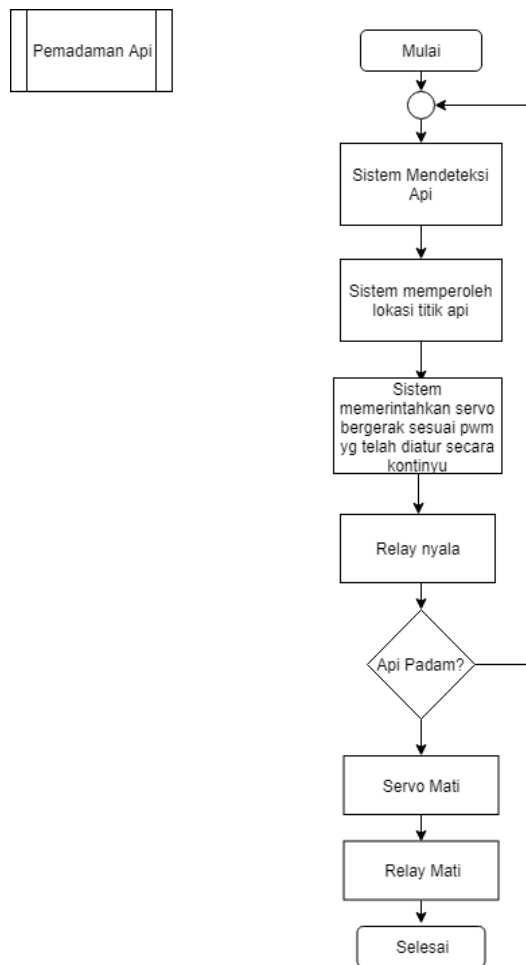 Pemadaman Api
Mulai
Sistem Mendeteksi
Api
Sistem memperoleh
lokasi titik api
Sistem
memerintahkan servo
bergerak sesuai pwm
yg telah diatur secara
kontinyu
Relay nyala
Api Padam?
Servo Mati
Relay Mati
Selesai